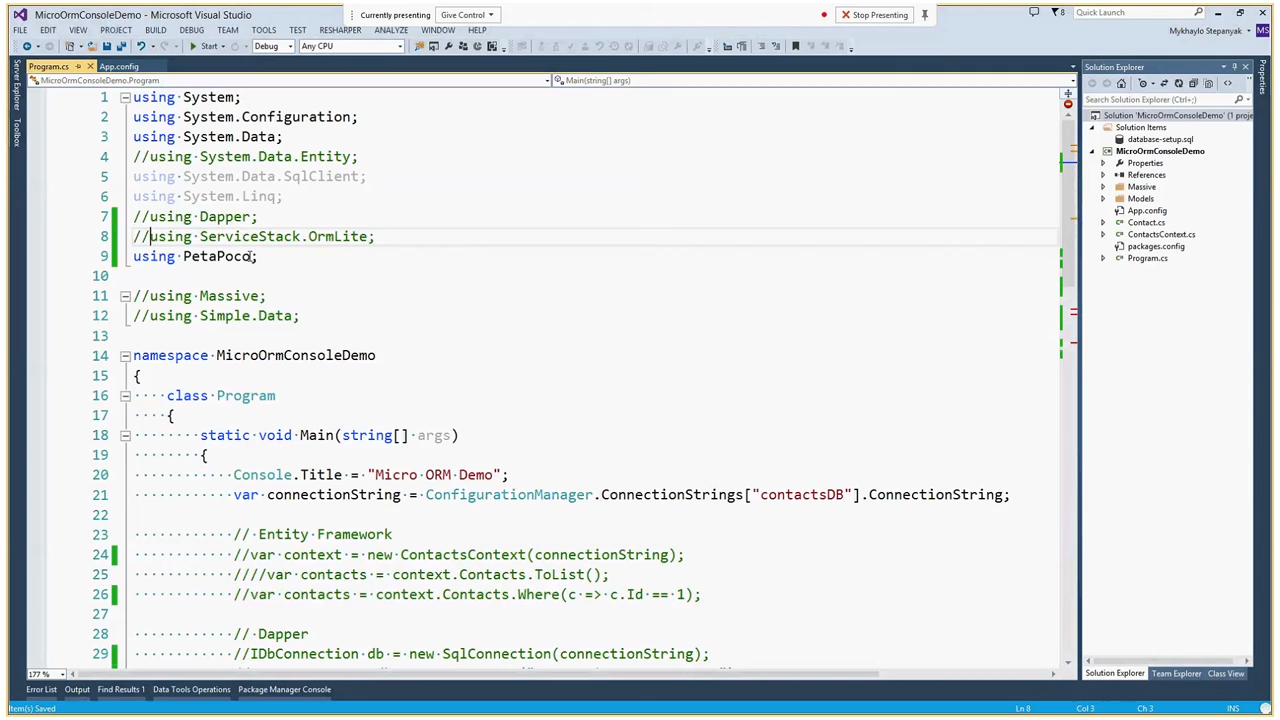 MicroOrmConsoleDemo - Microsoft Visual Studio
Currently presenting Give Control Stop Presenting
8 Quick Launch
FILE EDIT VIEW PROJECT BUILD DEBUG TEAM TOOLS TEST RESHARPER ANALYZE WINDOW HELP
Mykhaylo Stepanyak MS
Start Debug Any CPU
Program.cs App.config
MicroOrmConsoleDemo.Program Main(string[] args)
Server Explorer
Toolbox
1 using System;
2 using System.Configuration;
3 using System.Data;
4 //using System.Data.Entity;
5 using System.Data.SqlClient;
6 using System.Linq;
7 //using Dapper;
8 //using ServiceStack.OrmLite;
9 using PetaPoco;
10
11 //using Massive;
12 //using Simple.Data;
13
14 namespace MicroOrmConsoleDemo
15 {
16 class Program
17 {
18 static void Main(string[] args)
19 {
20 Console.Title = "Micro ORM Demo";
21 var connectionString = ConfigurationManager.ConnectionStrings["contactsDB"].ConnectionString;
22
23 // Entity Framework
24 //var context = new ContactsContext(connectionString);
25 ////var contacts = context.Contacts.ToList();
26 //var contacts = context.Contacts.Where(c => c.Id == 1);
27
28 // Dapper
29 //IDbConnection db = new SqlConnection(connectionString);
177 %
Solution Explorer
Search Solution Explorer (Ctrl+;)
Solution 'MicroOrmConsoleDemo' (1 proje
Solution Items
database-setup.sql
MicroOrmConsoleDemo
Properties
References
Massive
Models
App.config
Contact.cs
ContactsContext.cs
packages.config
Program.cs
Solution Explorer Team Explorer Class View
Properties
Error List Output Find Results 1 Data Tools Operations Package Manager Console
Item(s) Saved Ln 8 Col 3 Ch 3 INS